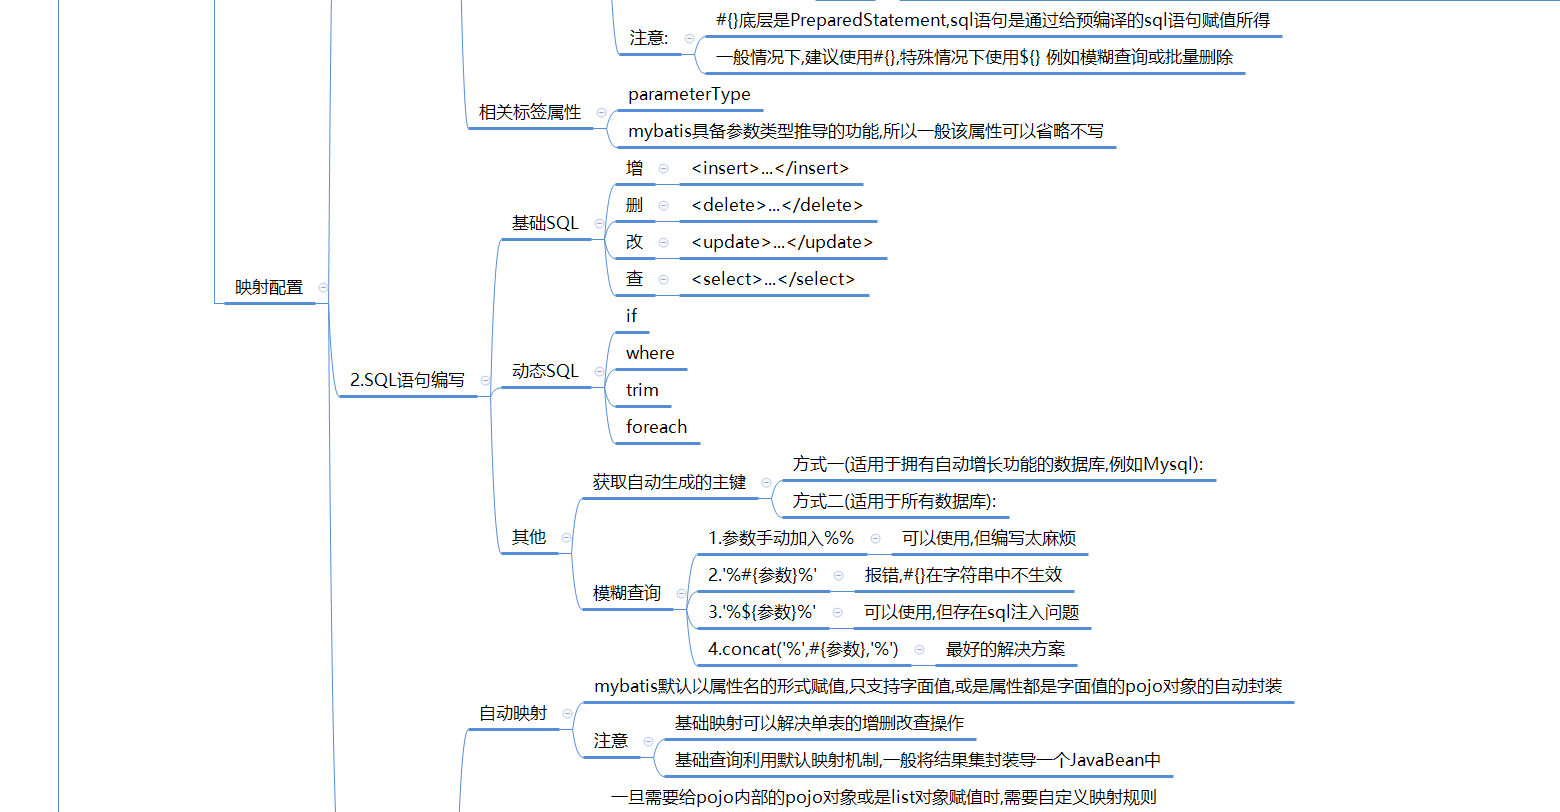 #{}底层是PreparedStatement,sql语句是通过给预编译的sql语句赋值所得
注意:
一般情况下,建议使用#{},特殊情况下使用${} 例如模糊查询或批量删除
parameterType
相关标签属性
mybatis具备参数类型推导的功能,所以一般该属性可以省略不写
增
<insert>...</insert>
删
<delete>...</delete>
基础SQL
改
<update>...</update>
查
<select>...</select>
映射配置
if
where
动态SQL
2.SQL语句编写
trim
foreach
方式一(适用于拥有自动增长功能的数据库,例如Mysql):
获取自动生成的主键
方式二(适用于所有数据库):
其他
1.参数手动加入%%
可以使用,但编写太麻烦
2.'%#{参数}%'
报错,#{}在字符串中不生效
模糊查询
3.'%${参数}%'
可以使用,但存在sql注入问题
4.concat('%',#{参数},'%')
最好的解决方案
mybatis默认以属性名的形式赋值,只支持字面值,或是属性都是字面值的pojo对象的自动封装
自动映射
基础映射可以解决单表的增删改查操作
注意
基础查询利用默认映射机制,一般将结果集封装导一个JavaBean中
一旦需要给pojo内部的pojo对象或是list对象赋值时,需要自定义映射规则